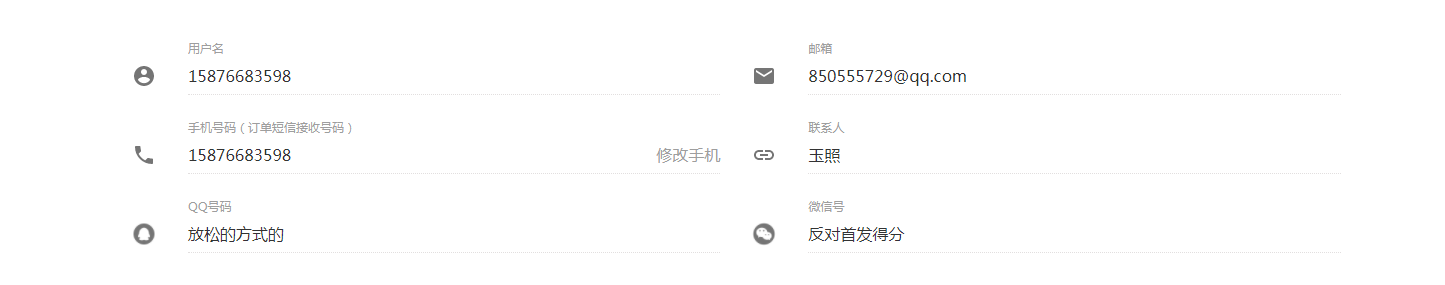 用户名
15876683598
邮箱
850555729@qq.com
手机号码（订单短信接收号码）
15876683598
修改手机
联系人
玉照
QQ号码
放松的方式的
微信号
反对首发得分